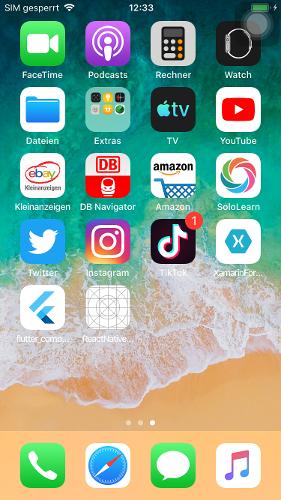 SIM gesperrt 12:33
FaceTime Podcasts Rechner Watch
tv
Dateien Extras TV YouTube
ebay Kleinanzeigen DB amazon
Kleinanzeigen DB Navigator Amazon SoloLearn
1
Twitter Instagram TikTok XamarinFor...
flutter_comp... ReactNative...